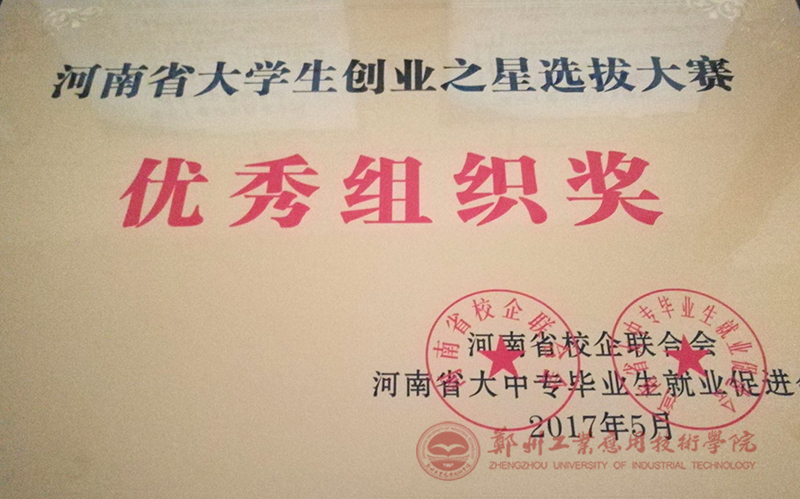 河南省大学生创业之星选拔大赛
优秀组织奖
河南省校企联合会
河南省大中专毕业生就业促进
2017年5月
鄭州工業應用技術學院
ZHENGZHOU UNIVERSITY OF INDUSTRIAL TECHNOLOGY